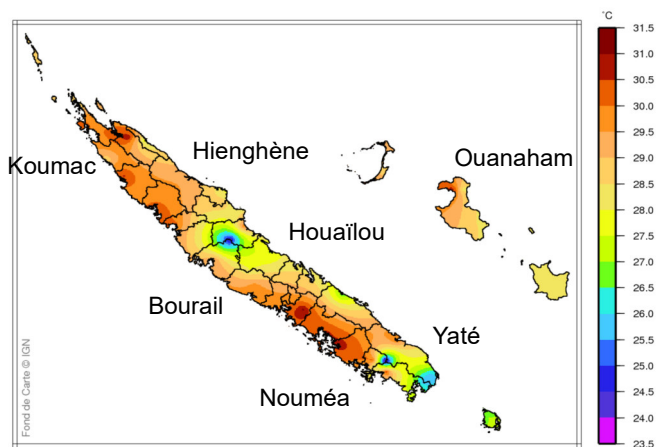 °C
31.5
31.0
30.5
30.0
29.5
29.0
28.5
28.0
27.5
27.0
26.5
26.0
25.5
25.0
24.5
24.0
23.5
Hienghène
Koumac
Ouanaham
Houaïlou
Bourail
Yaté
Nouméa
Fond de Carte © IGN